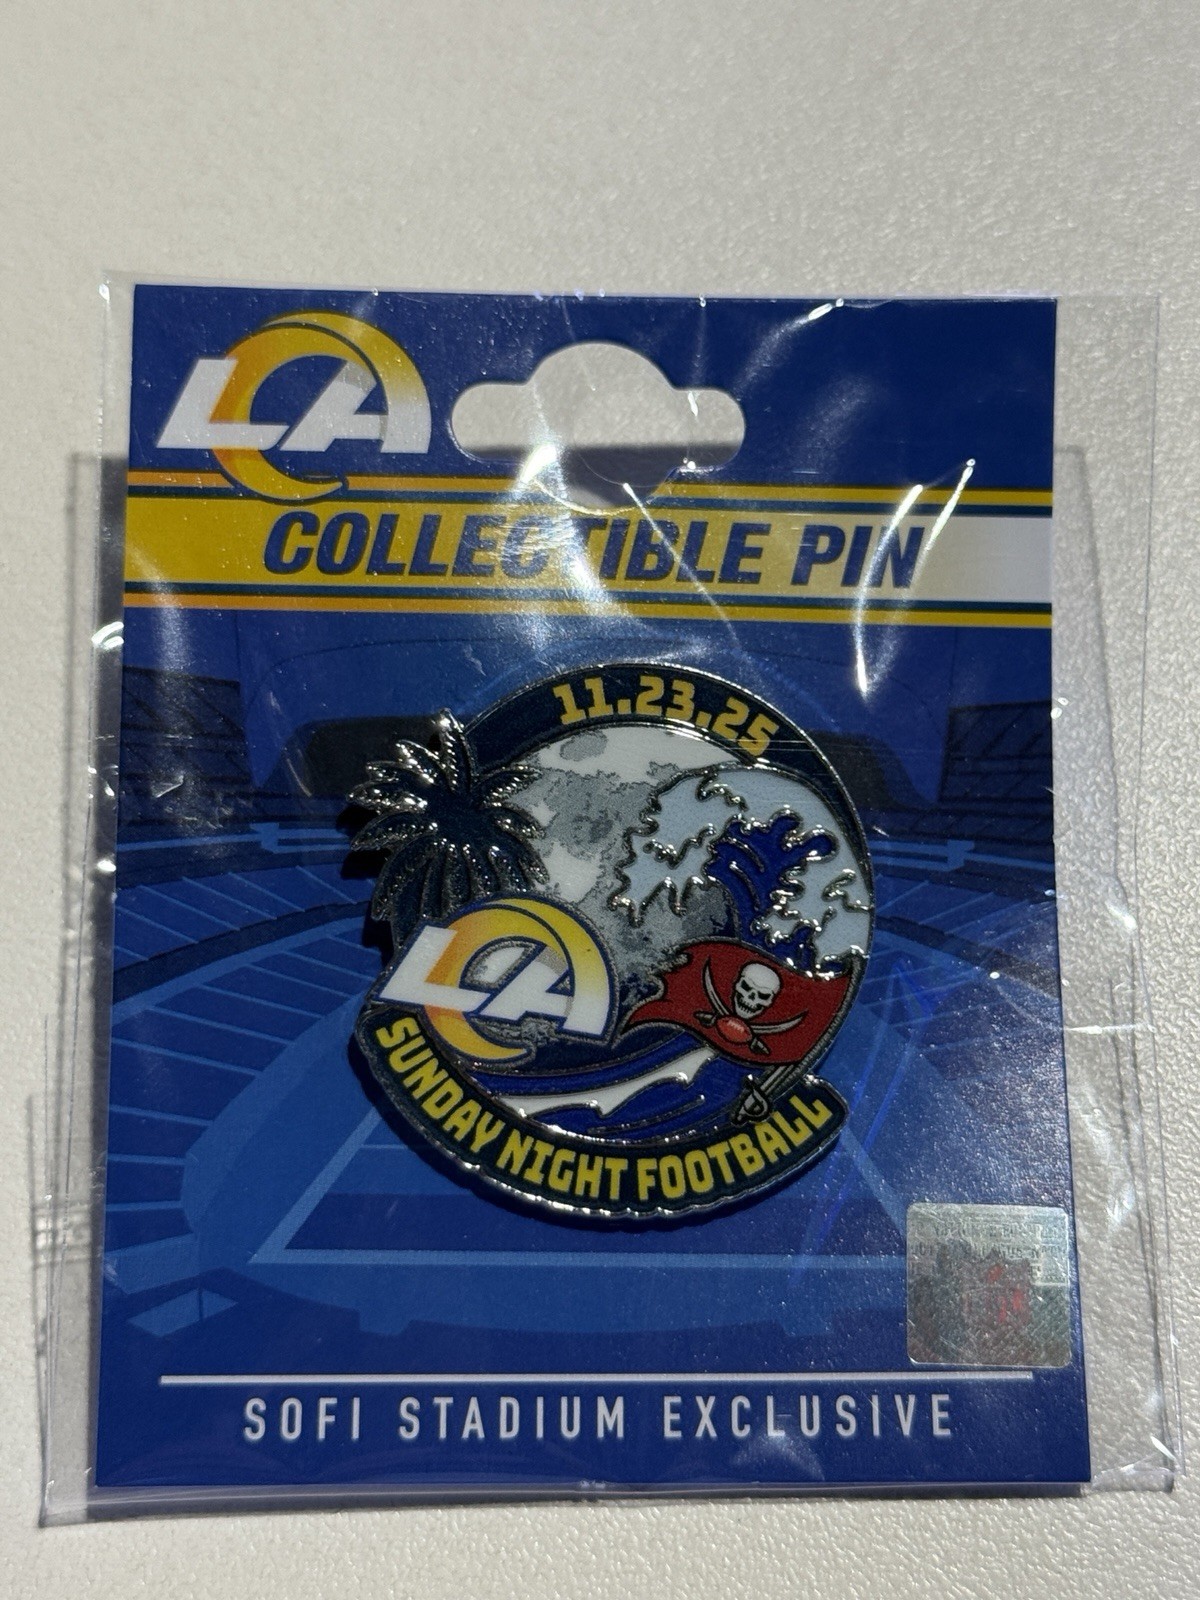 LA
COLLECTIBLE PIN
11.23.25
LA
SUNDAY NIGHT FOOTBALL
SOFI STADIUM EXCLUSIVE